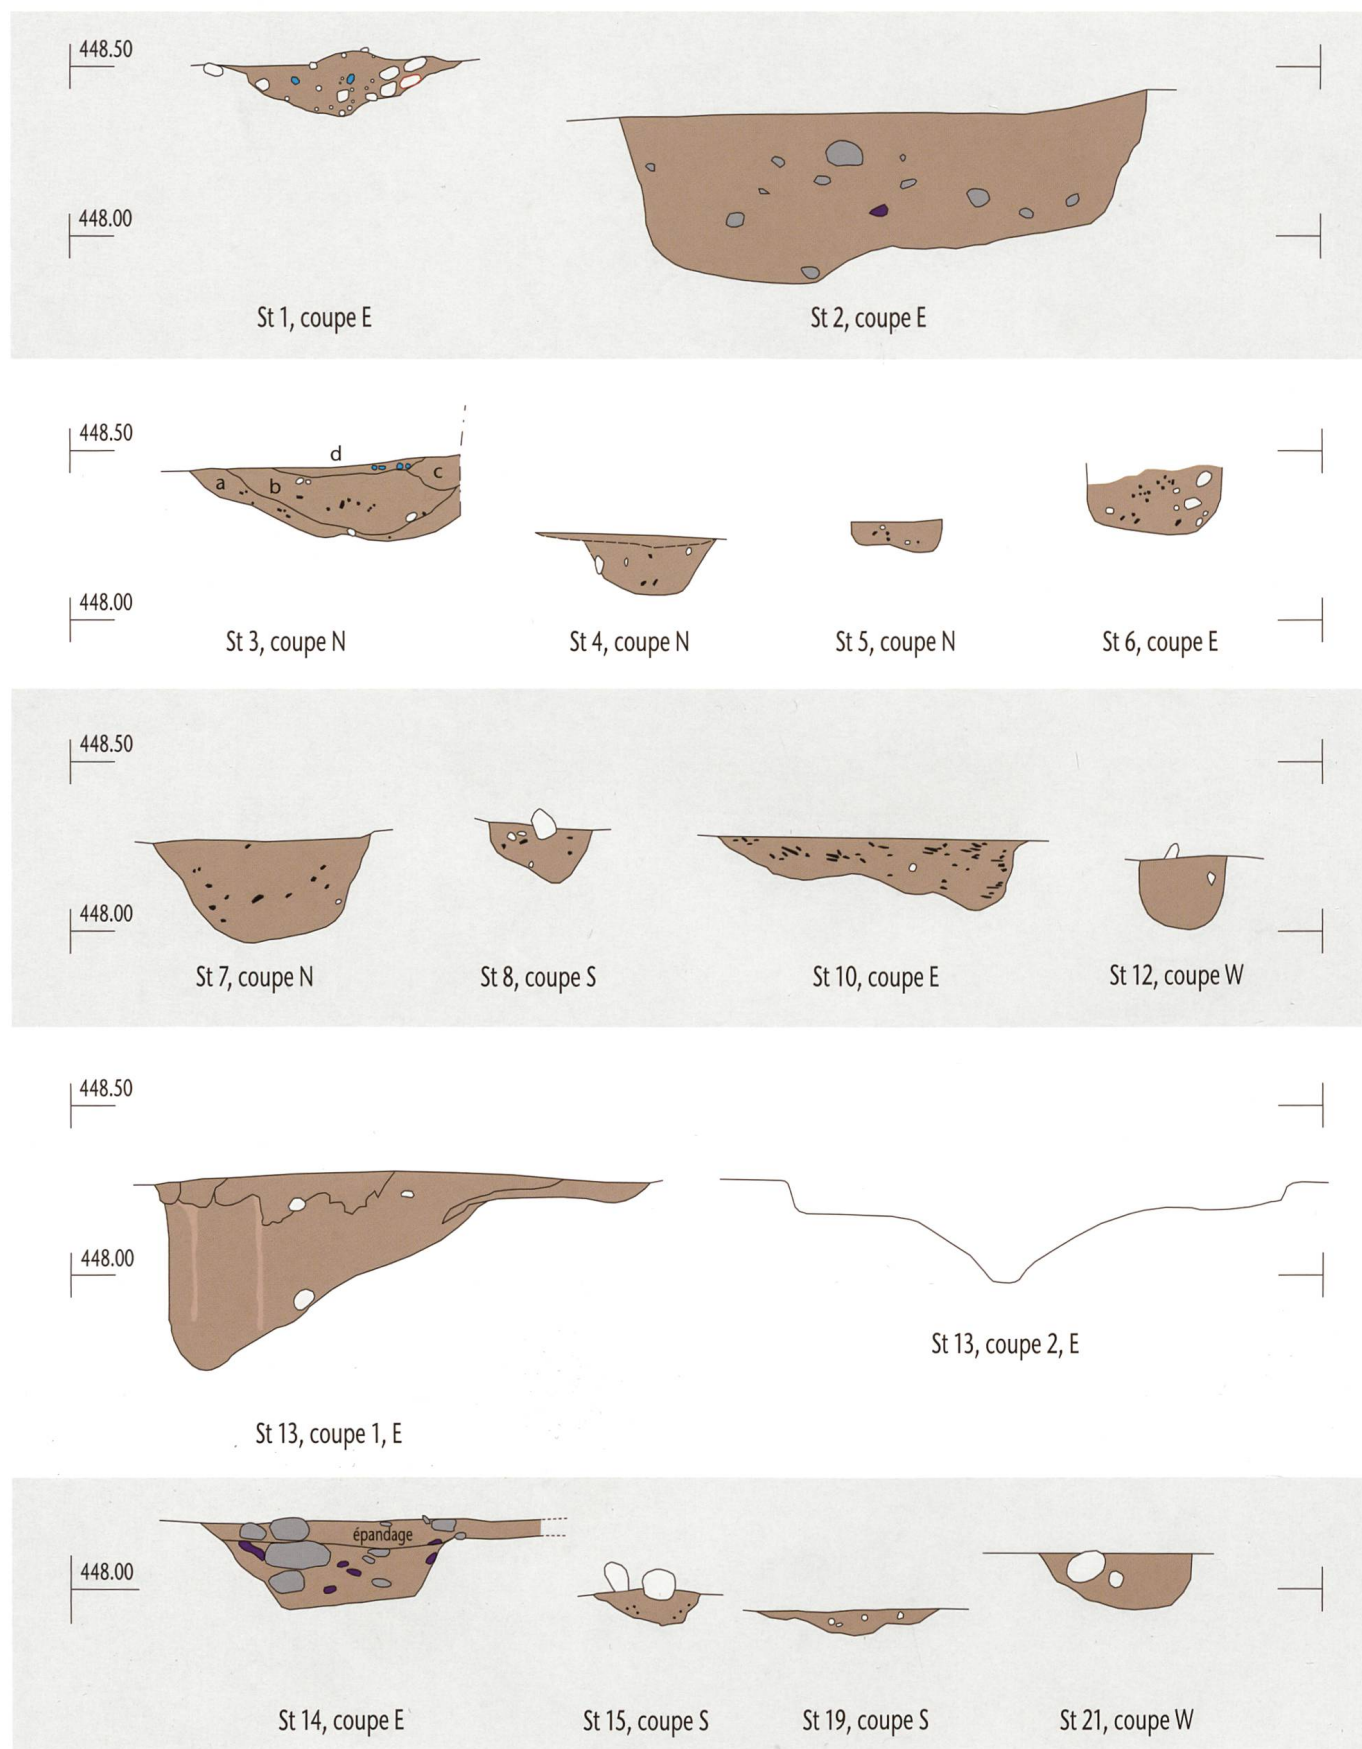 448.50
448.00
St 1, coupe E
St 2, coupe E
448.50
d
a
b
c
448.00
St 3, coupe N
St 4, coupe N
St 5, coupe N
St 6, coupe E
448.50
448.00
St 7, coupe N
St 8, coupe S
St 10, coupe E
St 12, coupe W
448.50
448.00
St 13, coupe 2, E
St 13, coupe 1, E
épandage
448.00
St 14, coupe E
St 15, coupe S
St 19, coupe S
St 21, coupe W